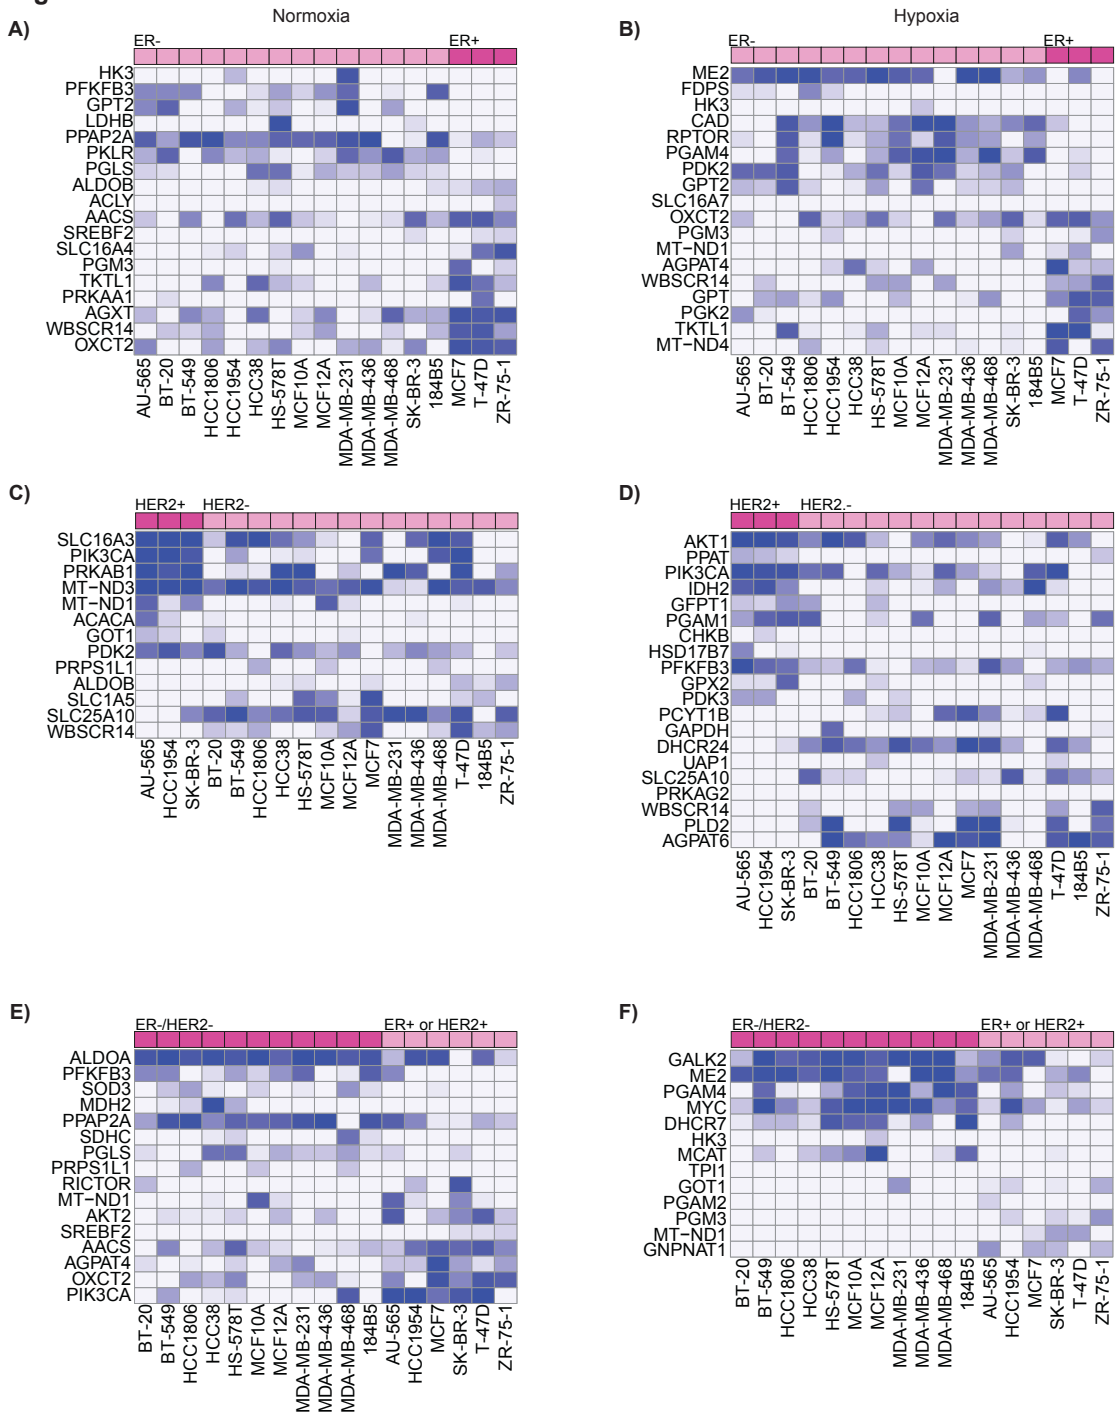 Normoxia
Hypoxia
A)
ER-
ER+
HK3
PFKFB3
GPT2
LDHB
PPAP2A
PKLR
PGLS
ALDOB
ACLY
AACS
SREBF2
SLC16A4
PGM3
TKTL1
PRKAA1
AGXT
WBSCR14
OXCT2
AU-565
BT-20
BT-549
HCC1806
HCC1954
HCC38
HS-578T
MCF10A
MCF12A
MDA-MB-231
MDA-MB-436
MDA-MB-468
SK-BR-3
184B5
MCF7
T-47D
ZR-75-1
B)
ER-
ER+
ME2
FDPS
HK3
CAD
RPTOR
PGAM4
PDK2
GPT2
SLC16A7
OXCT2
PGM3
MT-ND1
AGPAT4
WBSCR14
GPT
PGK2
TKTL1
MT-ND4
AU-565
BT-20
BT-549
HCC1806
HCC1954
HCC38
HS-578T
MCF10A
MCF12A
MDA-MB-231
MDA-MB-436
MDA-MB-468
SK-BR-3
184B5
MCF7
T-47D
ZR-75-1
C)
HER2+
HER2-
SLC16A3
PIK3CA
PRKAB1
MT-ND3
MT-ND1
ACACA
GOT1
PDK2
PRPS1L1
ALDOB
SLC1A5
SLC25A10
WBSCR14
AU-565
HCC1954
SK-BR-3
BT-20
BT-549
HCC1806
HCC38
HS-578T
MCF10A
MCF12A
MCF7
MDA-MB-231
MDA-MB-436
MDA-MB-468
T-47D
184B5
ZR-75-1
D)
HER2+
HER2.-
AKT1
PPAT
PIK3CA
IDH2
GFPT1
PGAM1
CHKB
HSD17B7
PFKFB3
GPX2
PDK3
PCYT1B
GAPDH
DHCR24
UAP1
SLC25A10
PRKAG2
WBSCR14
PLD2
AGPAT6
AU-565
HCC1954
SK-BR-3
BT-20
BT-549
HCC1806
HCC38
HS-578T
MCF10A
MCF12A
MCF7
MDA-MB-231
MDA-MB-436
MDA-MB-468
T-47D
184B5
ZR-75-1
E)
ER-/HER2-
ER+ or HER2+
ALDOA
PFKFB3
SOD3
MDH2
PPAP2A
SDHC
PGLS
PRPS1L1
RICTOR
MT-ND1
AKT2
SREBF2
AACS
AGPAT4
OXCT2
PIK3CA
BT-20
BT-549
HCC1806
HCC38
HS-578T
MCF10A
MCF12A
MDA-MB-231
MDA-MB-436
MDA-MB-468
184B5
AU-565
HCC1954
MCF7
SK-BR-3
T-47D
ZR-75-1
F)
ER-/HER2-
ER+ or HER2+
GALK2
ME2
PGAM4
MYC
DHCR7
HK3
MCAT
TPI1
GOT1
PGAM2
PGM3
MT-ND1
GNPNAT1
BT-20
BT-549
HCC1806
HCC38
HS-578T
MCF10A
MCF12A
MDA-MB-231
MDA-MB-436
MDA-MB-468
184B5
AU-565
HCC1954
MCF7
SK-BR-3
T-47D
ZR-75-1